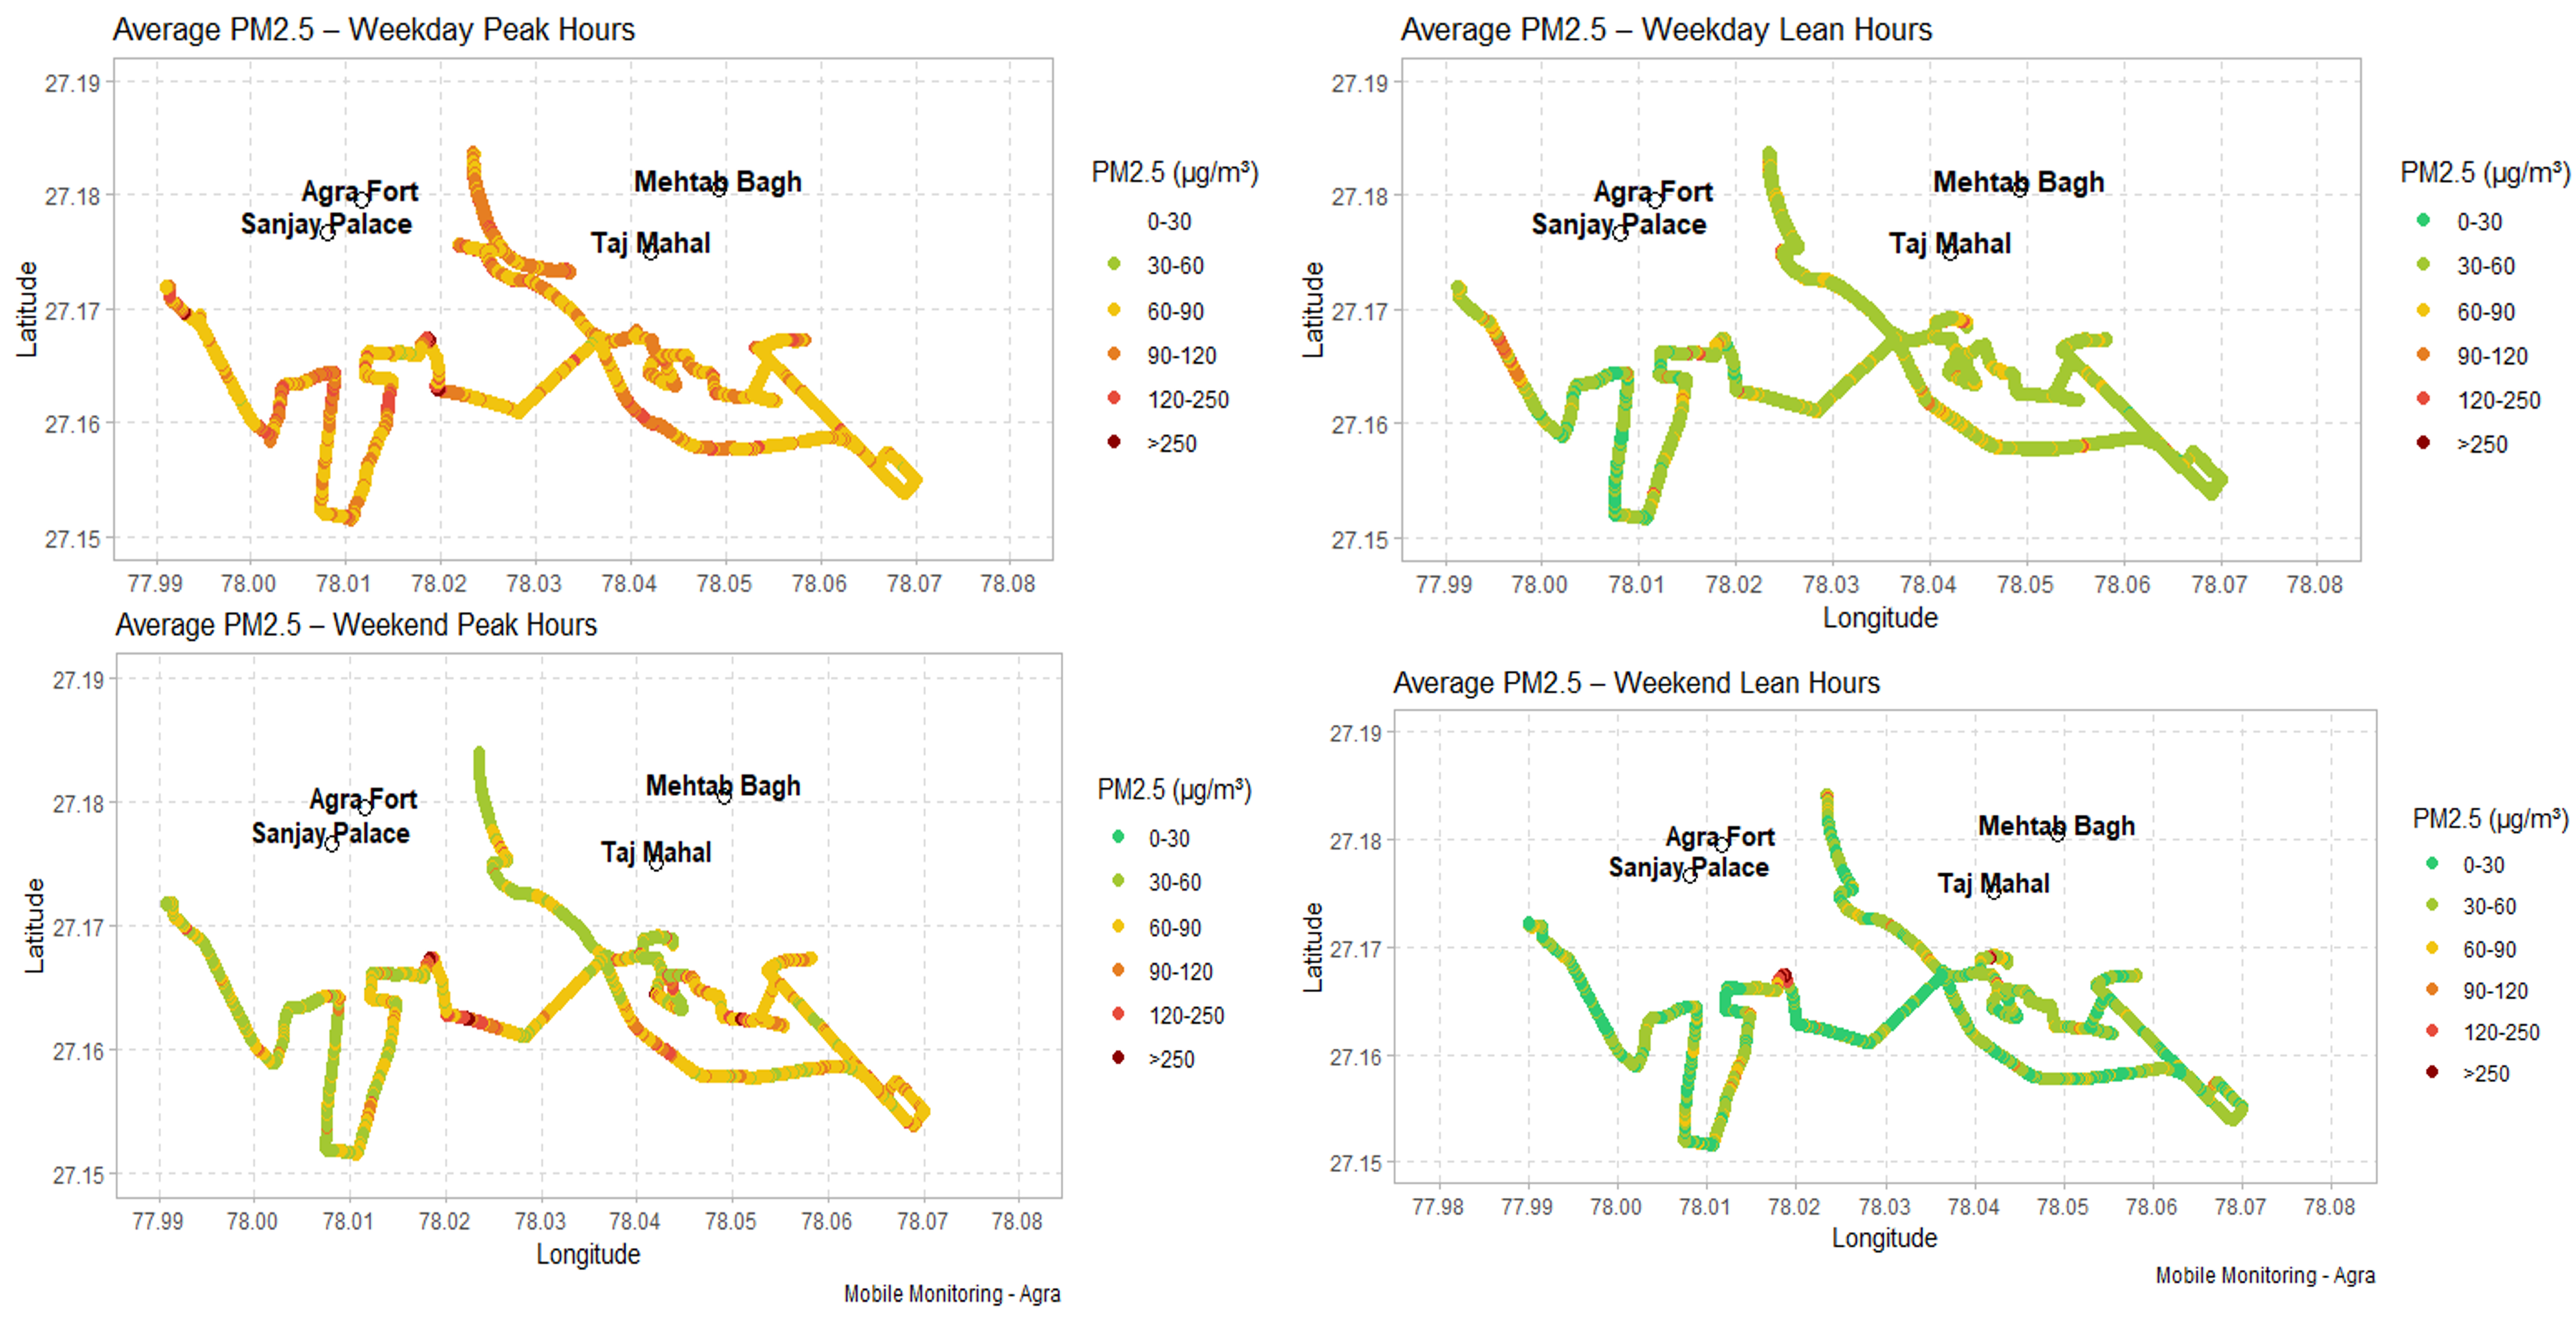 Average PM2.5 – Weekday Peak Hours
27.19
27.18
27.17
27.16
27.15
Latitude
Agra Fort
Sanjay Palace
Mehtab Bagh
Taj Mahal
77.99 78.00 78.01 78.02 78.03 78.04 78.05 78.06 78.07 78.08
PM2.5 (µg/m³)
0-30
30-60
60-90
90-120
120-250
>250
Average PM2.5 – Weekday Lean Hours
27.19
27.18
27.17
27.16
27.15
Latitude
Agra Fort
Sanjay Palace
Mehtab Bagh
Taj Mahal
77.99 78.00 78.01 78.02 78.03 78.04 78.05 78.06 78.07 78.08
Longitude
PM2.5 (µg/m³)
0-30
30-60
60-90
90-120
120-250
>250
Average PM2.5 – Weekend Peak Hours
27.19
27.18
27.17
27.16
27.15
Latitude
Agra Fort
Sanjay Palace
Mehtab Bagh
Taj Mahal
77.99 78.00 78.01 78.02 78.03 78.04 78.05 78.06 78.07 78.08
Longitude
Mobile Monitoring - Agra
PM2.5 (µg/m³)
0-30
30-60
60-90
90-120
120-250
>250
Average PM2.5 – Weekend Lean Hours
27.19
27.18
27.17
27.16
27.15
Latitude
Agra Fort
Sanjay Palace
Mehtab Bagh
Taj Mahal
77.98 77.99 78.00 78.01 78.02 78.03 78.04 78.05 78.06 78.07 78.08
Longitude
Mobile Monitoring - Agra
PM2.5 (µg/m³)
0-30
30-60
60-90
90-120
120-250
>250